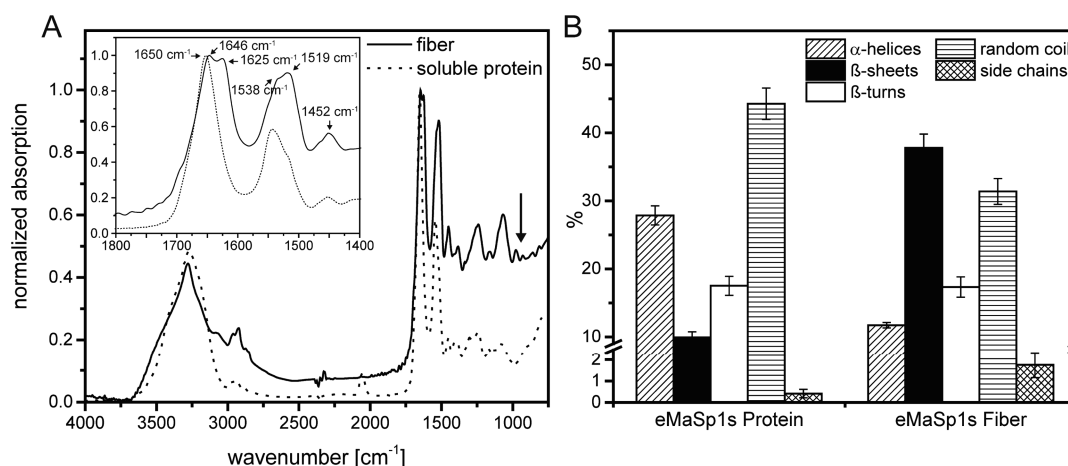 A
B
1650 cm⁻¹
1646 cm⁻¹
1625 cm⁻¹
1538 cm⁻¹
1519 cm⁻¹
1452 cm⁻¹
1.0
0.8
0.6
0.4
0.2
0.0
1800 1700 1600 1500 1400
fiber
soluble protein
normalized absorption
1.0
0.8
0.6
0.4
0.2
0.0
4000 3500 3000 2500 2000 1500 1000
wavenumber [cm⁻¹]
α-helices
ß-sheets
ß-turns
random coil
side chains
%
50
40
30
20
10
2
1
0
eMaSp1s Protein eMaSp1s Fiber